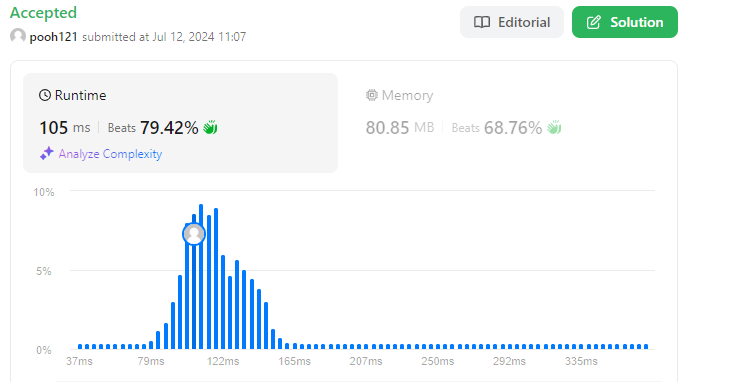 Accepted
pooh121 submitted at Jul 12, 2024 11:07
Editorial
Solution
Runtime
105 ms Beats 79.42%
Analyze Complexity
Memory
80.85 MB Beats 68.76%
10%
5%
0%
37ms 79ms 122ms 165ms 207ms 250ms 292ms 335ms